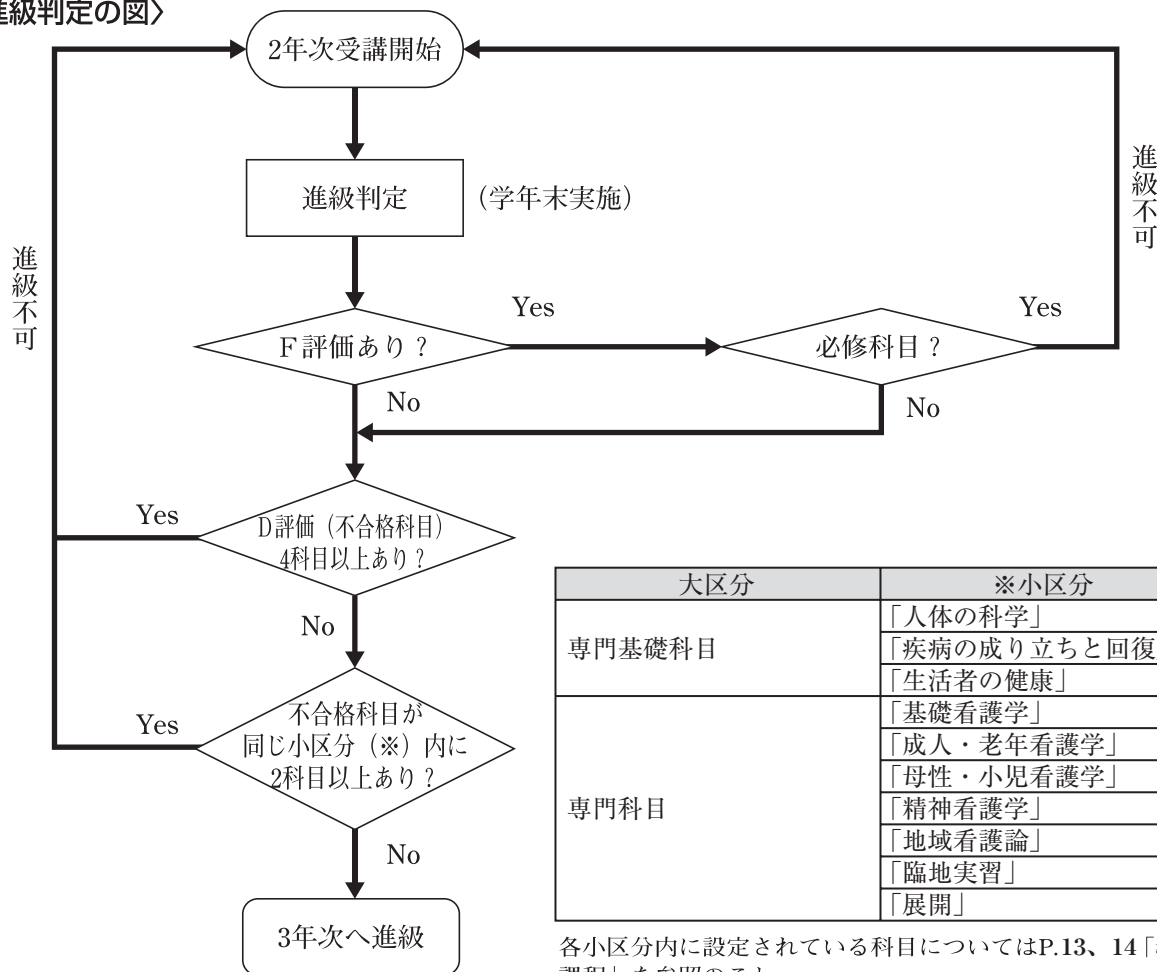 進級判定の図〉
2年次受講開始
進級判定
（学年末実施）
進級不可
進級不可
F評価あり？
Yes
必修科目？
Yes
No
No
D評価（不合格科目）
4科目以上あり？
Yes
No
不合格科目が
同じ小区分（※）内に
2科目以上あり？
Yes
No
3年次へ進級
大区分 ※小区分
専門基礎科目
「人体の科学」
「疾病の成り立ちと回復
「生活者の健康」
専門科目
「基礎看護学」
「成人・老年看護学」
「母性・小児看護学」
「精神看護学」
「地域看護論」
「臨地実習」
「展開」
各小区分内に設定されている科目についてはP.13、14「